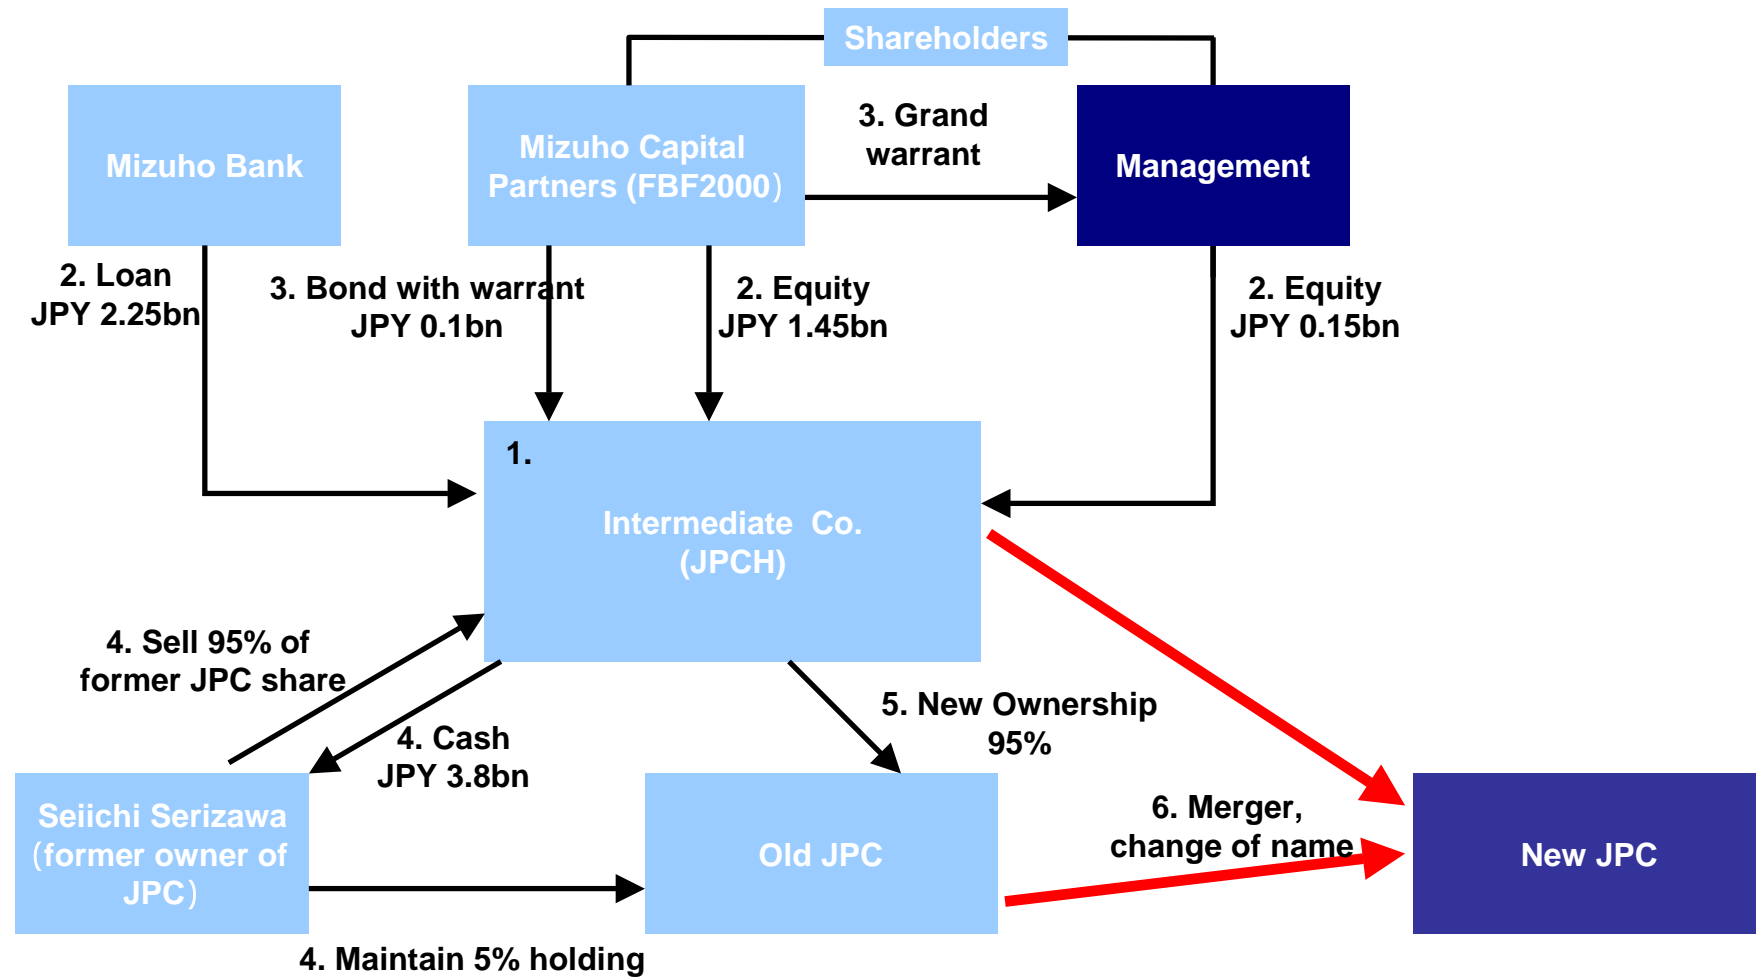 Shareholders
Mizuho Bank
Mizuho Capital
Partners (FBF2000)
3. Grand
warrant
Management
2. Loan
JPY 2.25bn
3. Bond with warrant
JPY 0.1bn
2. Equity
JPY 1.45bn
2. Equity
JPY 0.15bn
1.
Intermediate Co.
(JPCH)
4. Sell 95% of
former JPC share
4. Cash
JPY 3.8bn
5. New Ownership
95%
6. Merger,
change of name
Seiichi Serizawa
(former owner of
JPC)
Old JPC
New JPC
4. Maintain 5% holding